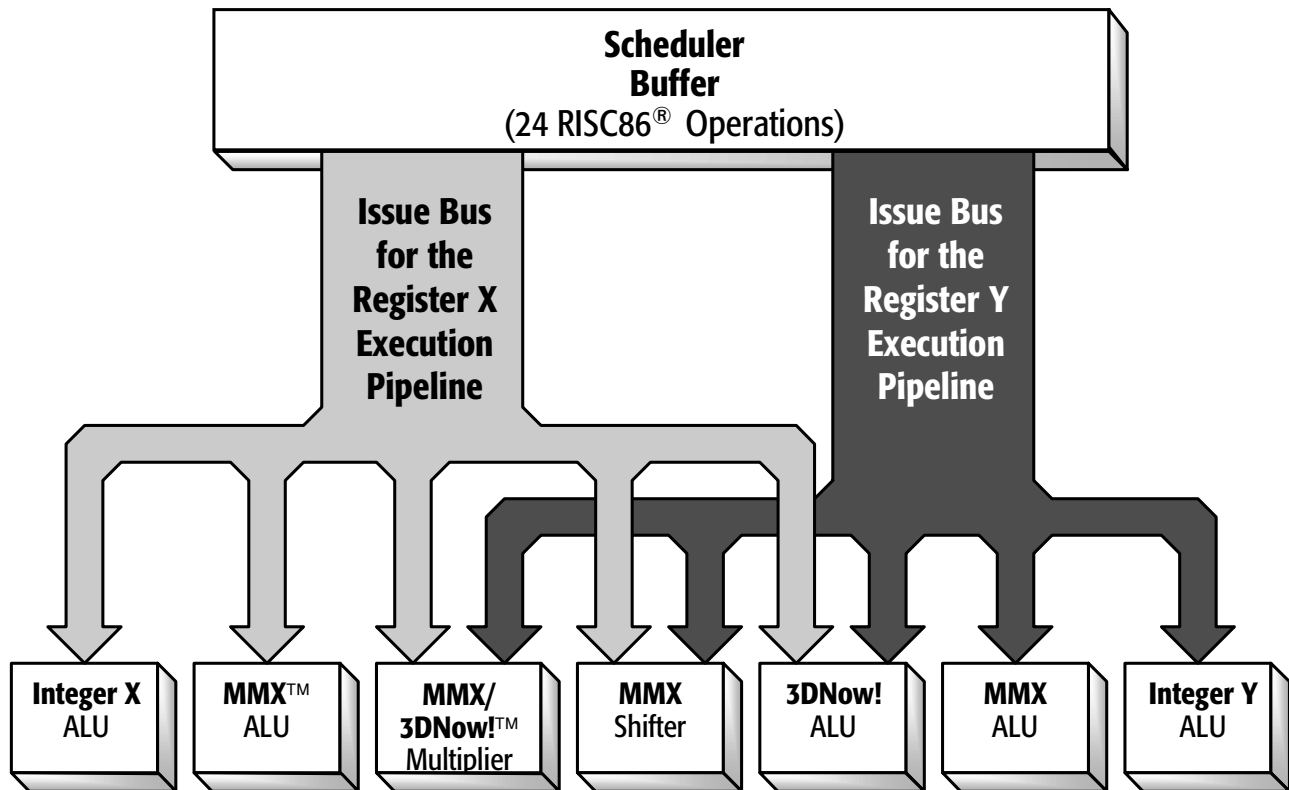 Scheduler
Buffer
(24 RISC86® Operations)
Issue Bus
for the
Register X
Execution
Pipeline
Issue Bus
for the
Register Y
Execution
Pipeline
Integer X
ALU
MMX™
ALU
MMX/
3DNow!™
Multiplier
MMX
Shifter
3DNow!
ALU
MMX
ALU
Integer Y
ALU